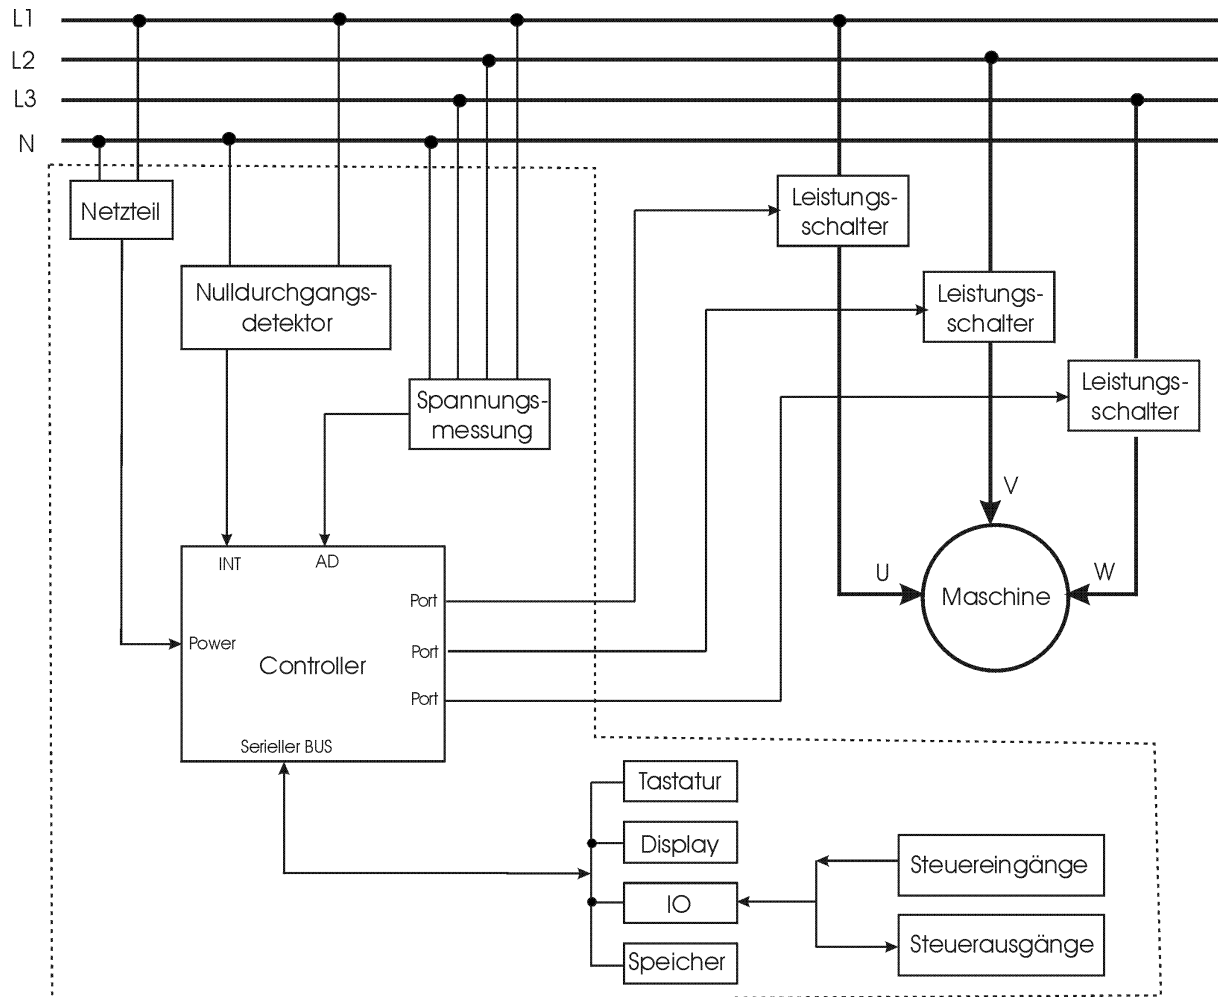 L1
L2
L3
N
Netzteil
Nulldurchgangs-
detektor
Spannungs-
messung
Leistungs-
schalter
Leistungs-
schalter
Leistungs-
schalter
V
U
W
Maschine
INT
AD
Port
Power
Port
Controller
Port
Serieller BUS
Tastatur
Display
IO
Speicher
Steuereingänge
Steuerausgänge